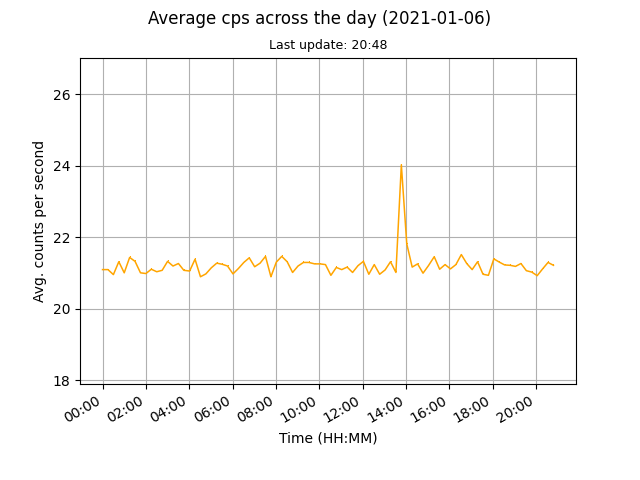 Average cps across the day (2021-01-06)
Last update: 20:48
26
24
22
20
18
Avg. counts per second
00:00 02:00 04:00 06:00 08:00 10:00 12:00 14:00 16:00 18:00 20:00
Time (HH:MM)